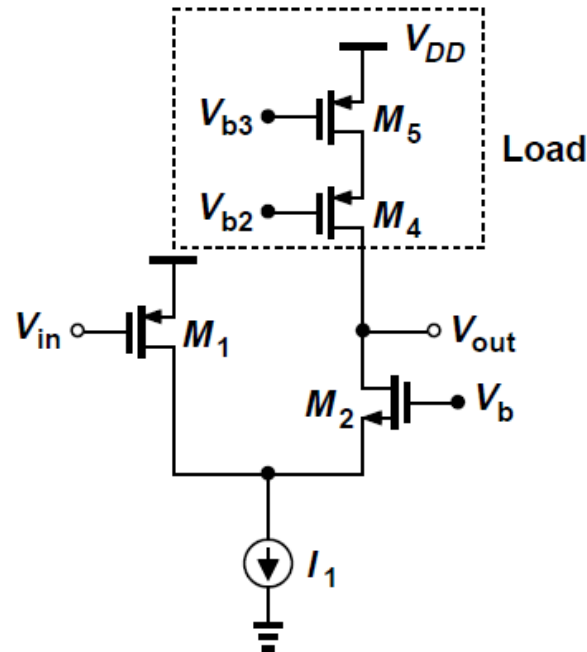 V_DD
V_b3
M_5
Load
V_b2
M_4
V_in
M_1
V_out
M_2
V_b
I_1